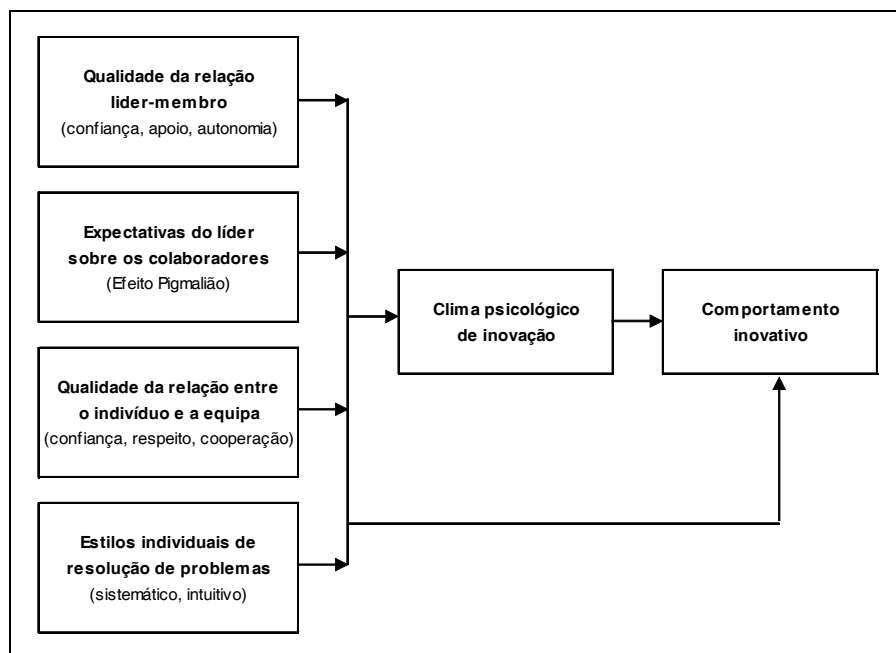 Qualidade da relação
lider-membro
(confiança, apoio, autonomia)
Expectativas do líder
sobre os colaboradores
(Efeito Pigmalião)
Qualidade da relação entre
o indivíduo e a equipa
(confiança, respeito, cooperação)
Estilos individuais de
resolução de problemas
(sistemático, intuitivo)
Clima psicológico
de inovação
Comportamento
inovativo